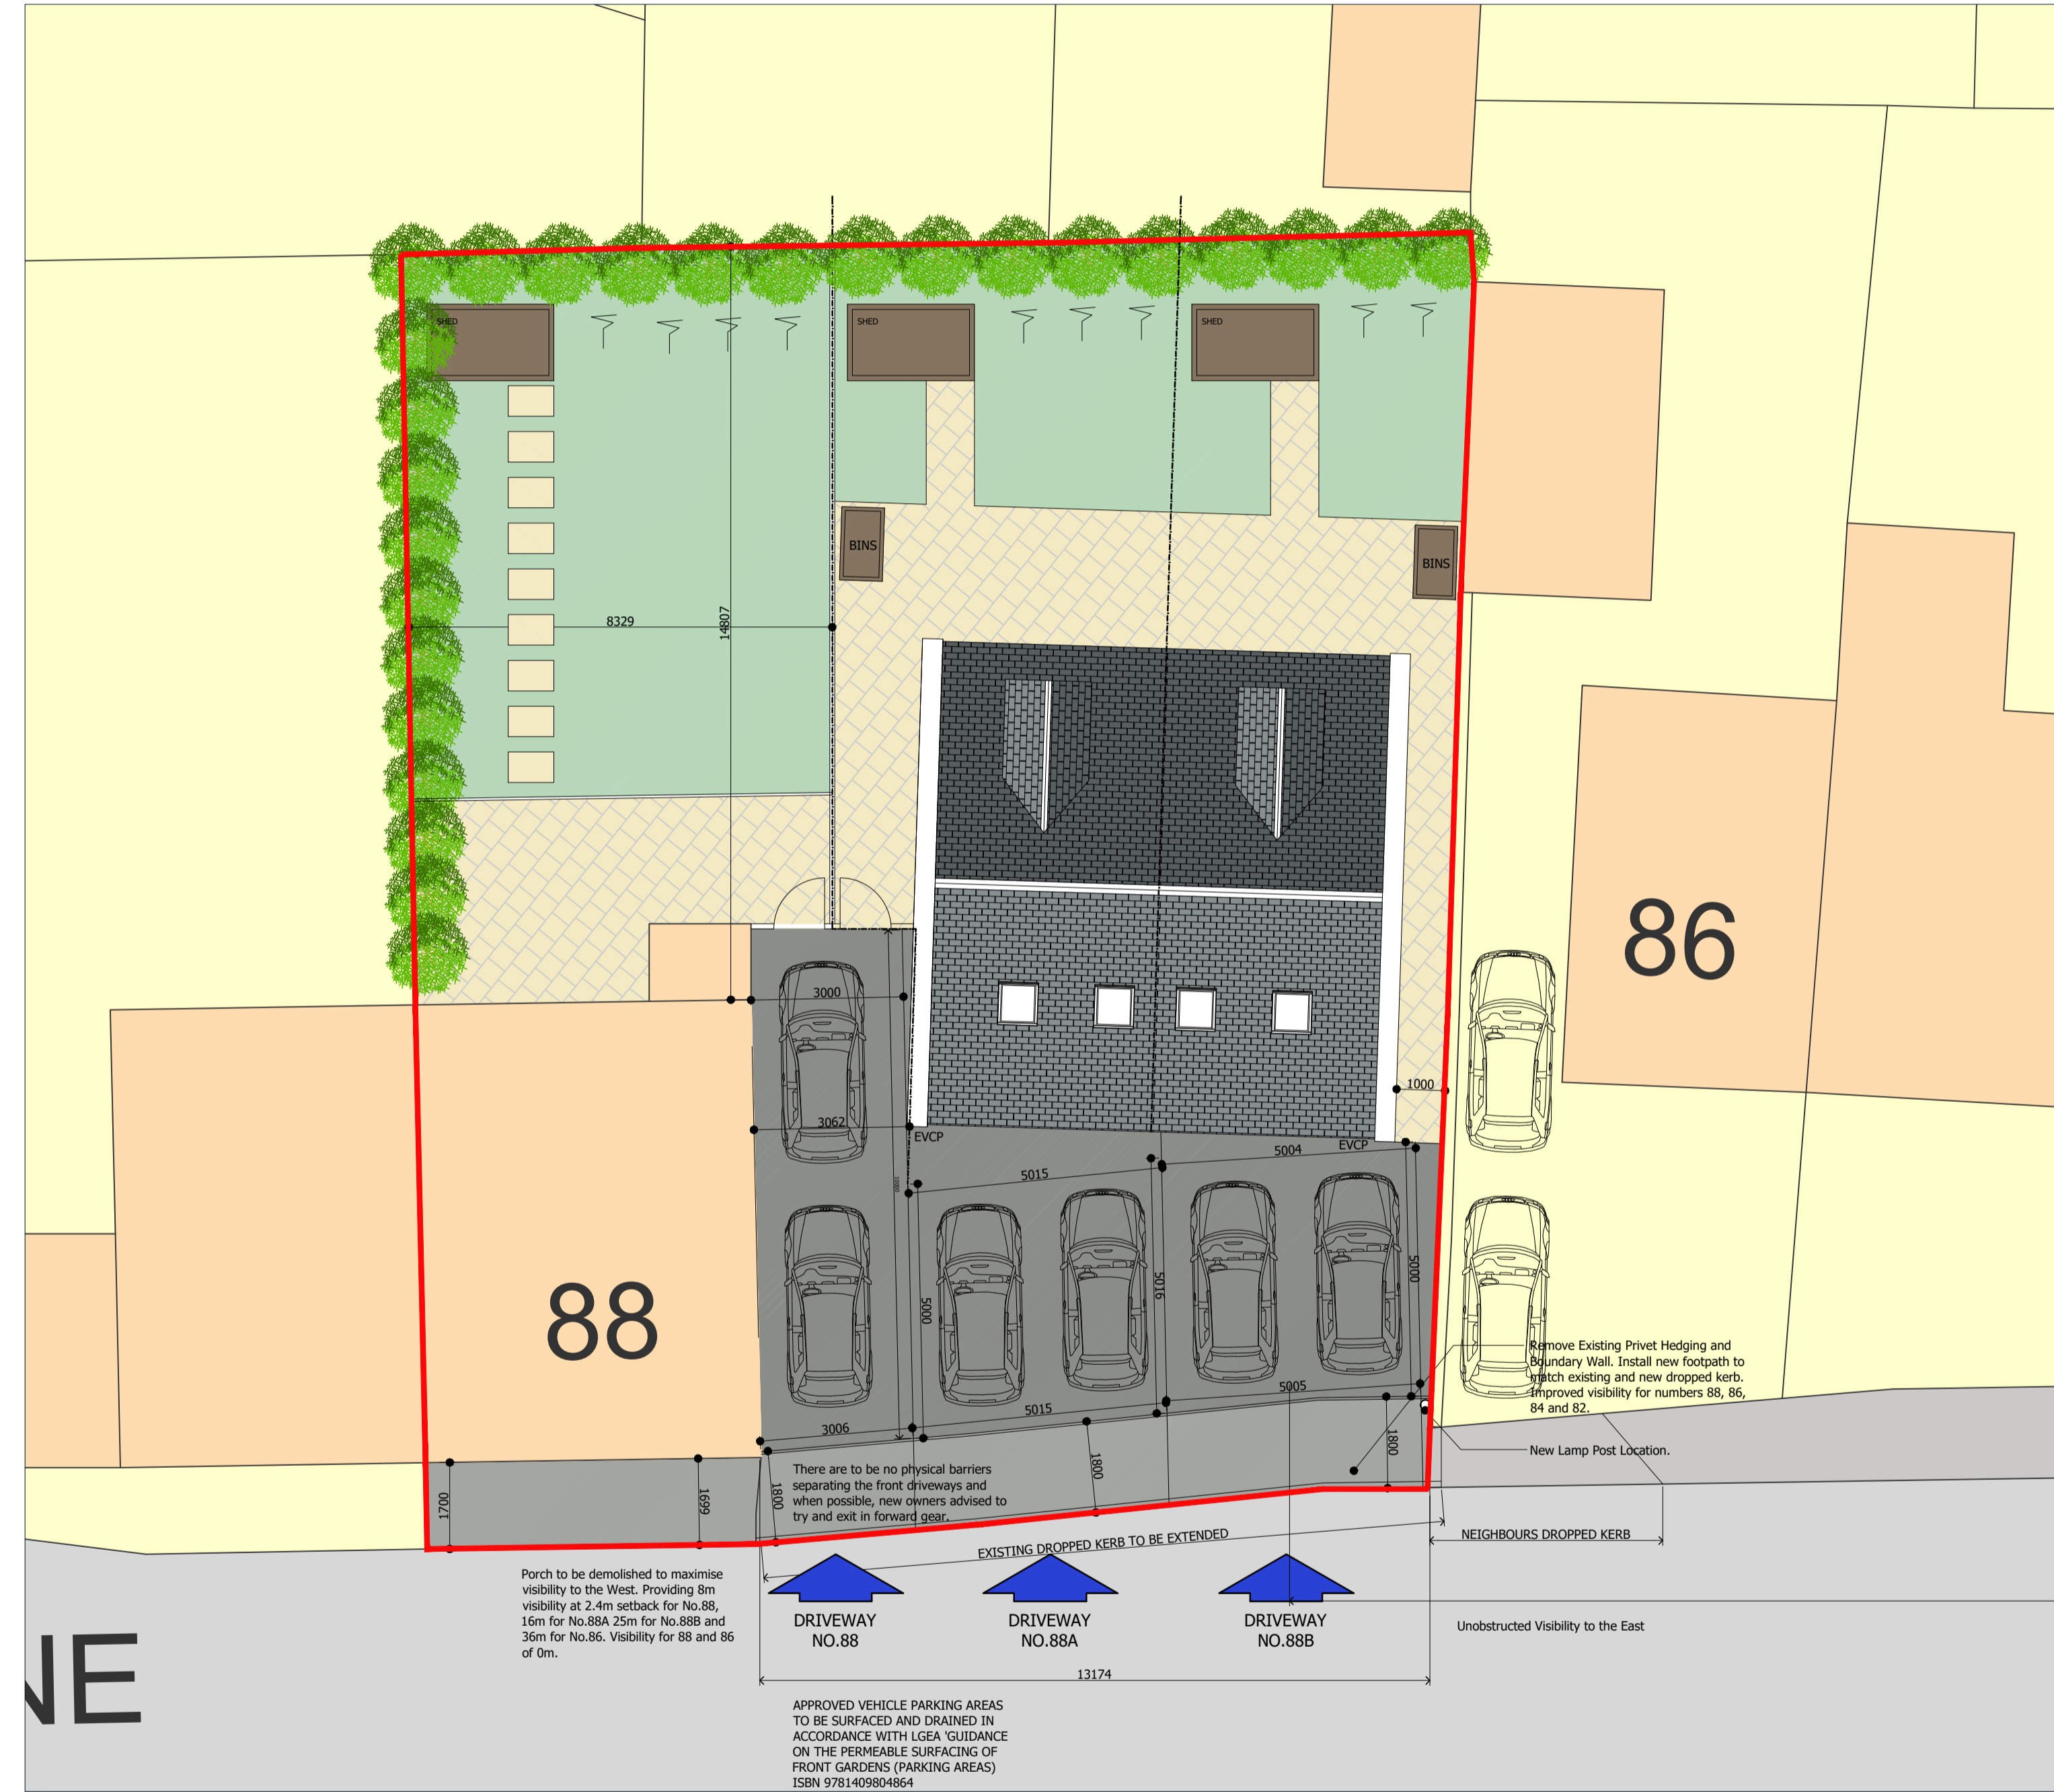 SHED
SHED
SHED
BINS
BINS
8329
14807
86
3000
1000
3062
EVCP
EVCP
5004
5015
10000
88
5000
5016
5000
5005
5015
3006
Remove Existing Privet Hedging and
Boundary Wall. Install new footpath to
match existing and new dropped kerb.
Improved visibility for numbers 88, 86,
84 and 82.
New Lamp Post Location.
1700
1699
1800
1800
1800
There are to be no physical barriers
separating the front driveways and
when possible, new owners advised to
try and exit in forward gear.
EXISTING DROPPED KERB TO BE EXTENDED
NEIGHBOURS DROPPED KERB
Porch to be demolished to maximise
visibility to the West. Providing 8m
visibility at 2.4m setback for No.88,
16m for No.88A 25m for No.88B and
36m for No.86. Visibility for 88 and 86
of 0m.
DRIVEWAY
NO.88
DRIVEWAY
NO.88A
DRIVEWAY
NO.88B
Unobstructed Visibility to the East
NE
13174
APPROVED VEHICLE PARKING AREAS
TO BE SURFACED AND DRAINED IN
ACCORDANCE WITH LGEA 'GUIDANCE
ON THE PERMEABLE SURFACING OF
FRONT GARDENS (PARKING AREAS)
ISBN 9781409804864